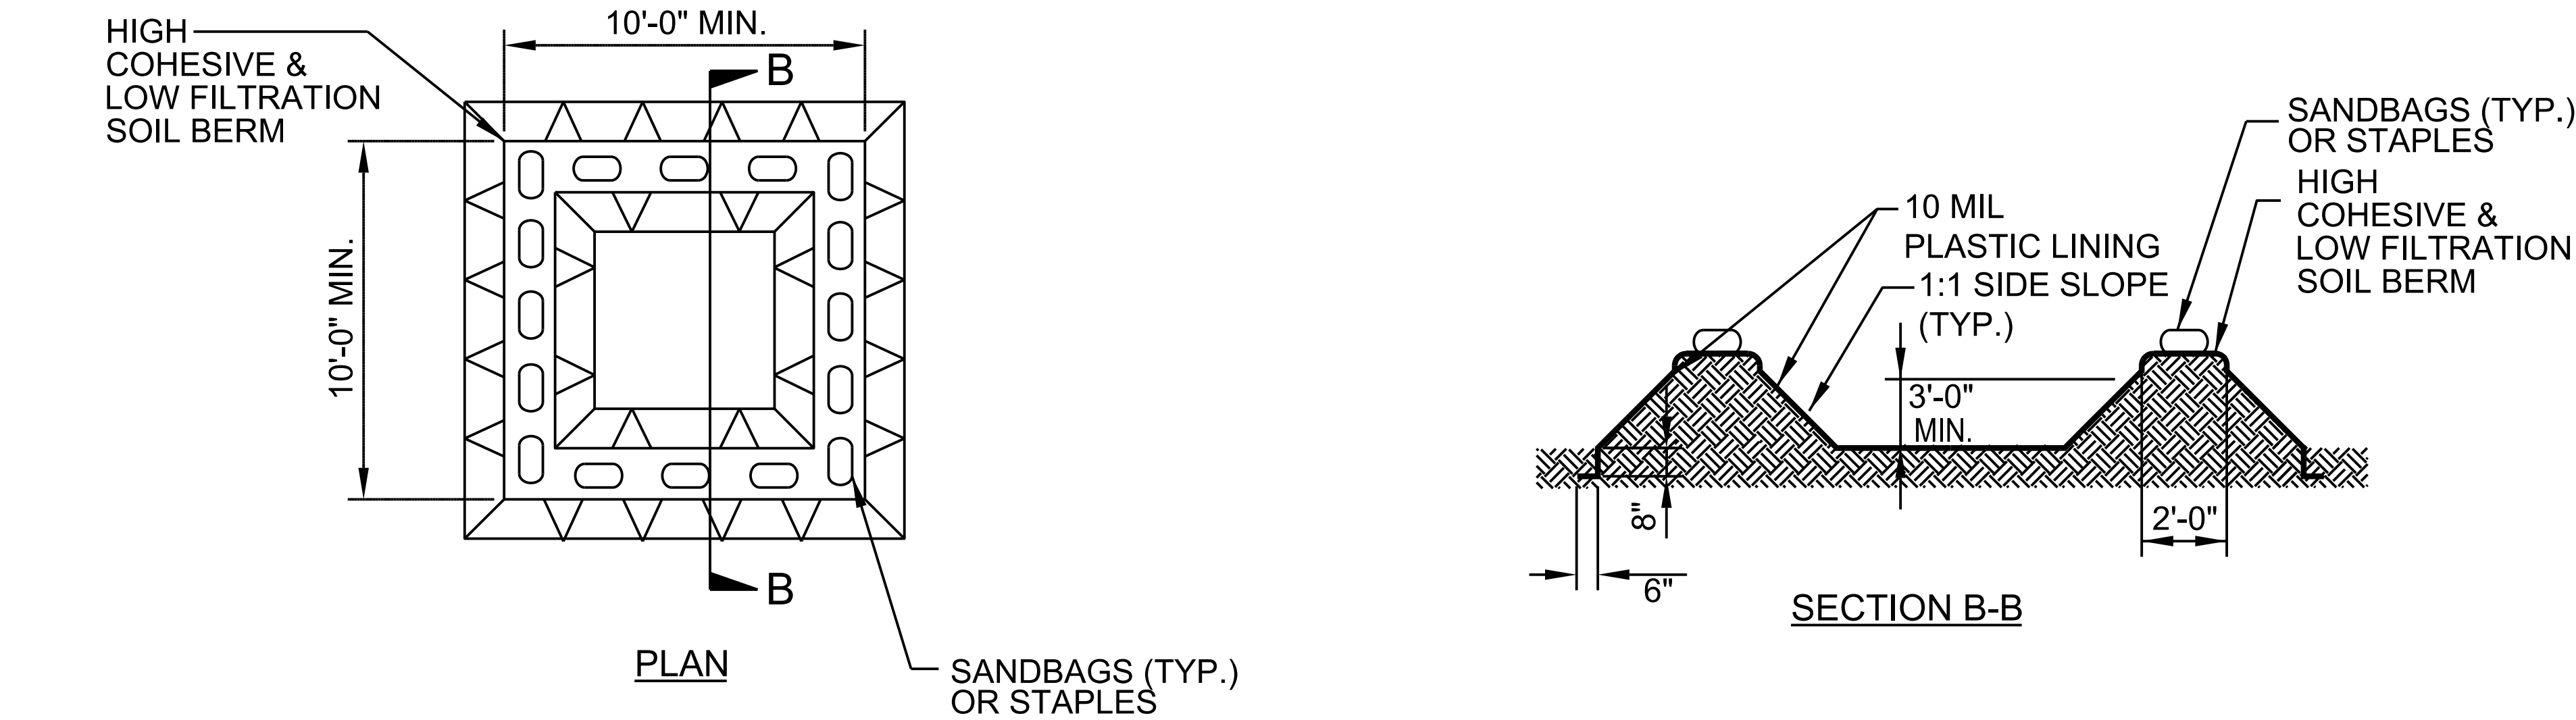 HIGH
COHESIVE &
LOW FILTRATION
SOIL BERM
10'-0" MIN.
B
10'-0" MIN.
B
PLAN
SANDBAGS (TYP.)
OR STAPLES
SANDBAGS (TYP.)
OR STAPLES
HIGH
COHESIVE &
LOW FILTRATION
SOIL BERM
10 MIL
PLASTIC LINING
1:1 SIDE SLOPE
(TYP.)
3'-0"
MIN.
8"
2'-0"
6"
SECTION B-B